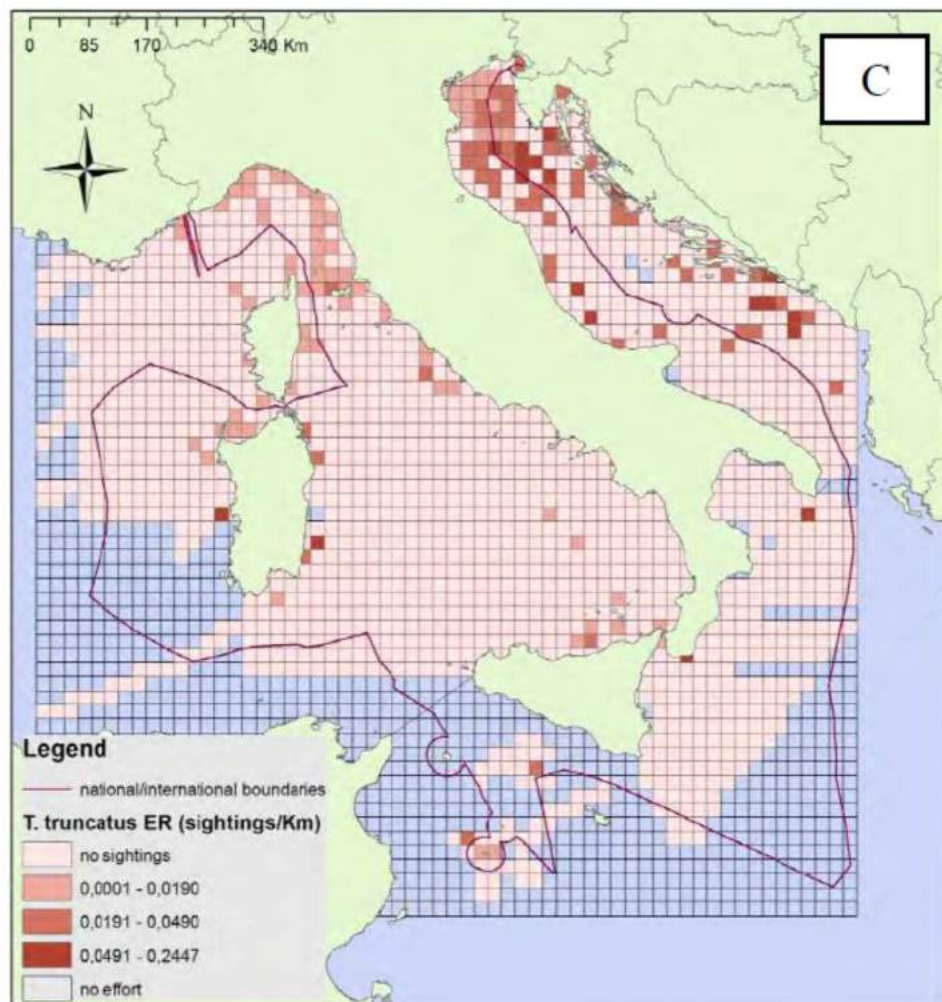 0 85 170 340 Km
C
N
Legend
national/international boundaries
T. truncatus ER (sightings/Km)
no sightings
0,0001 - 0,0190
0,0191 - 0,0490
0,0491 - 0,2447
no effort